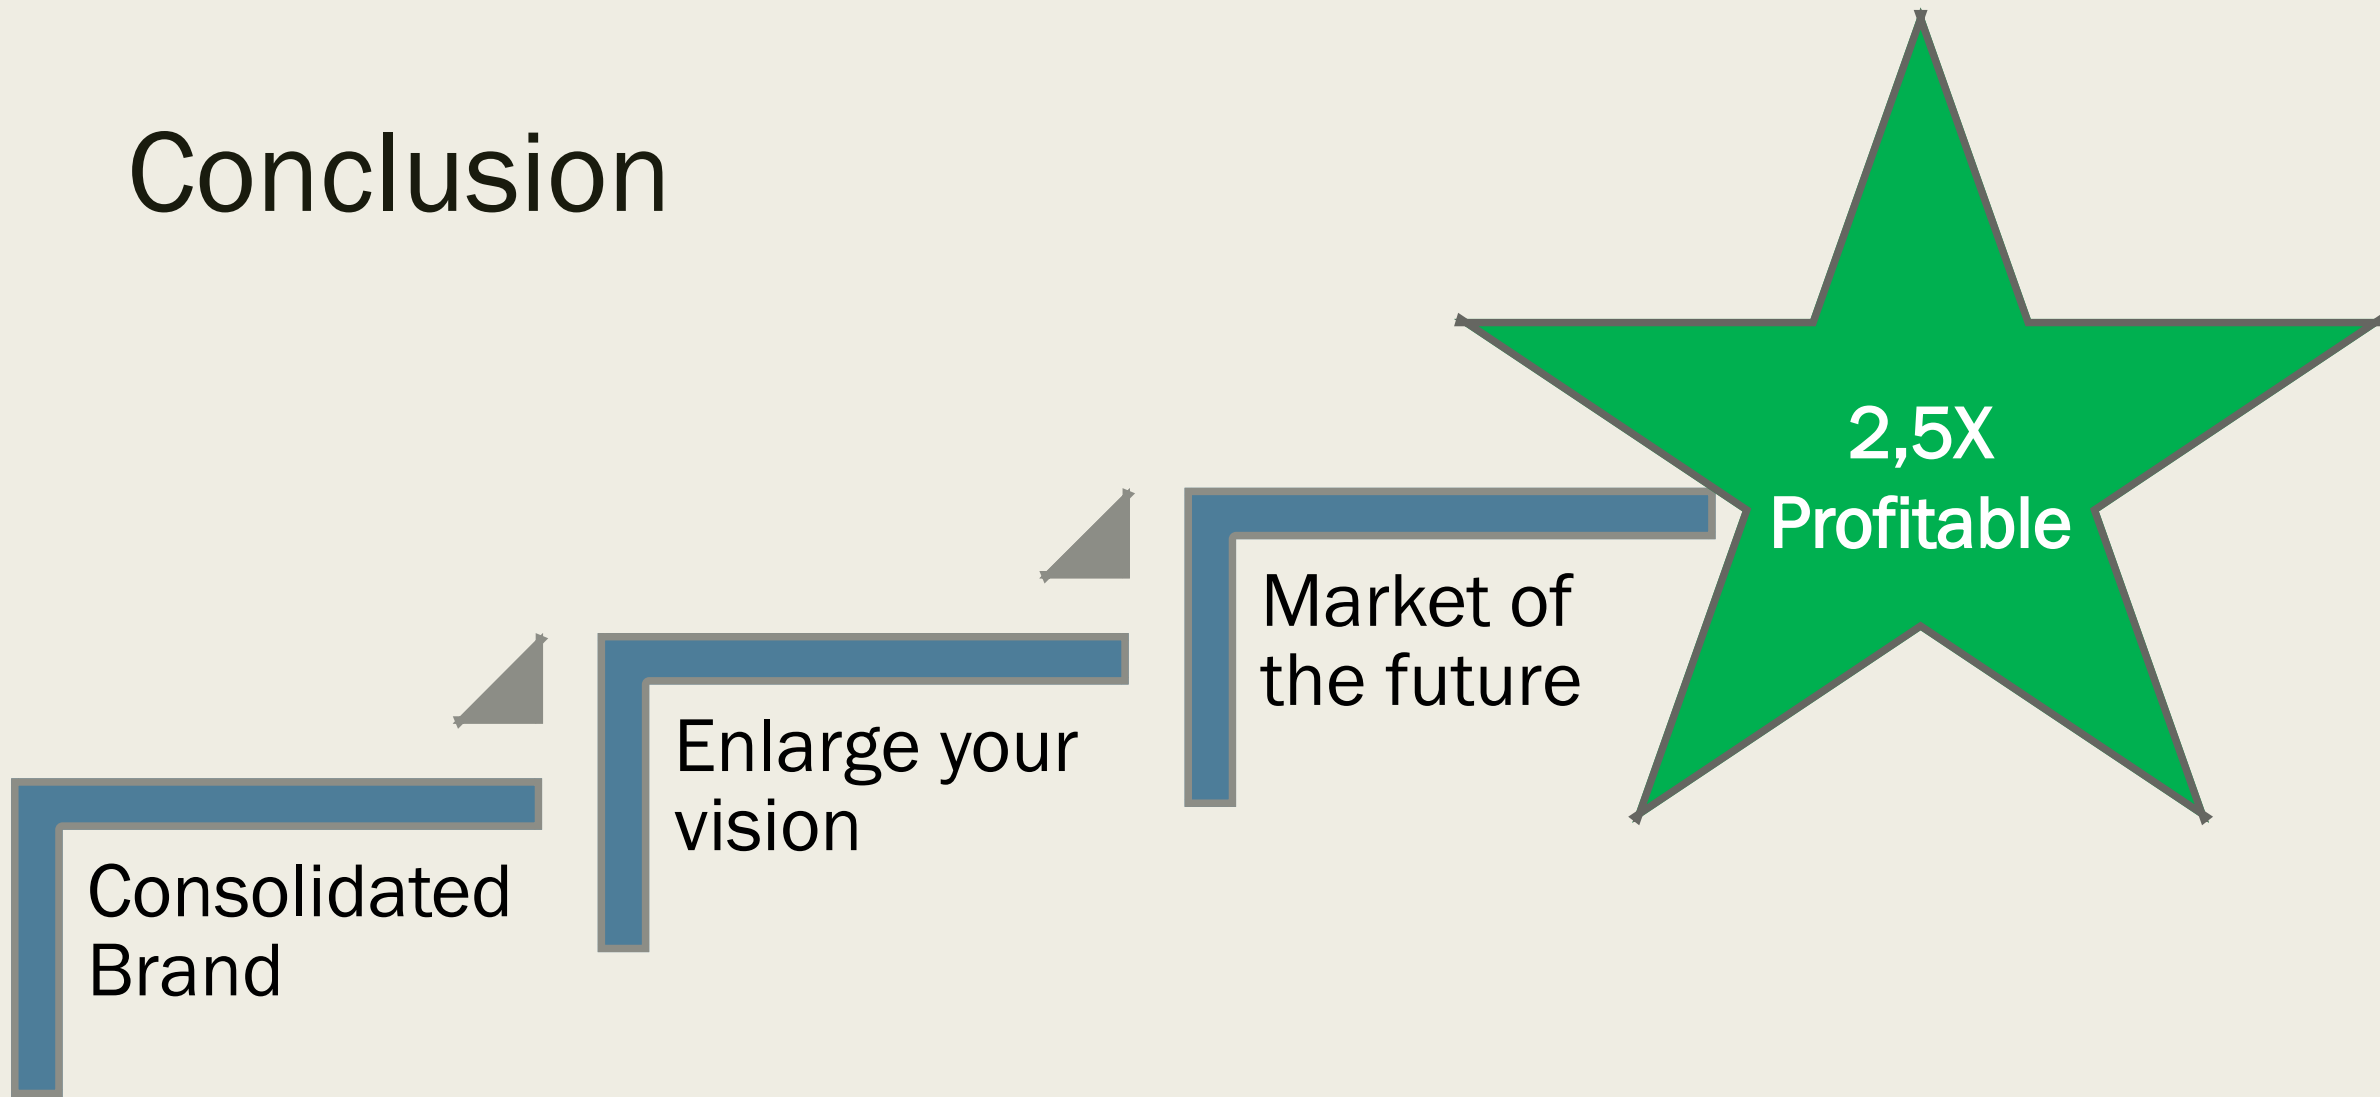 Conclusion
Consolidated
Brand
Enlarge your
vision
Market of
the future
2,5X
Profitable